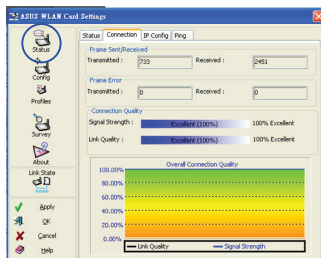 ASUS WLAN Card Settings
Status Connection IP Config Ping
Status
Config
Profiles
Survey
About
Link State
Apply
OK
Cancel
Help
Frame Sent/Received
Transmitted : 733 Received : 2451
Frame Error
Transmitted : 0 Received : 0
Connection Quality
Signal Strength : Excellent (100%) 100% Excellent
Link Quality : Excellent (100%) 100% Excellent
Overall Connection Quality
100.00%
80.00%
60.00%
40.00%
20.00%
0.00%
Link Quality Signal Strength